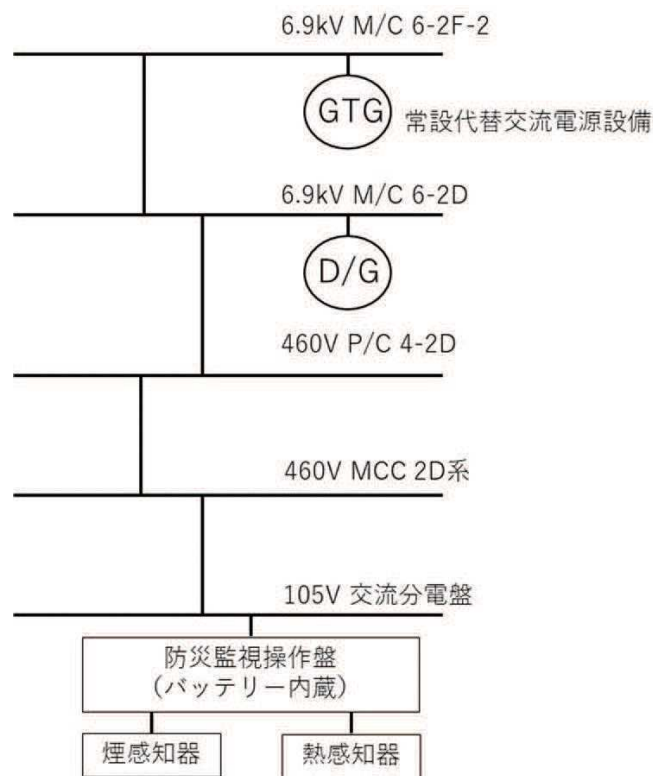 6.9kV M/C 6-2F-2
GTG
常設代替交流電源設備
6.9kV M/C 6-2D
D/G
460V P/C 4-2D
460V MCC 2D系
105V 交流分電盤
防災監視操作盤
（バッテリー内蔵）
煙感知器
熱感知器